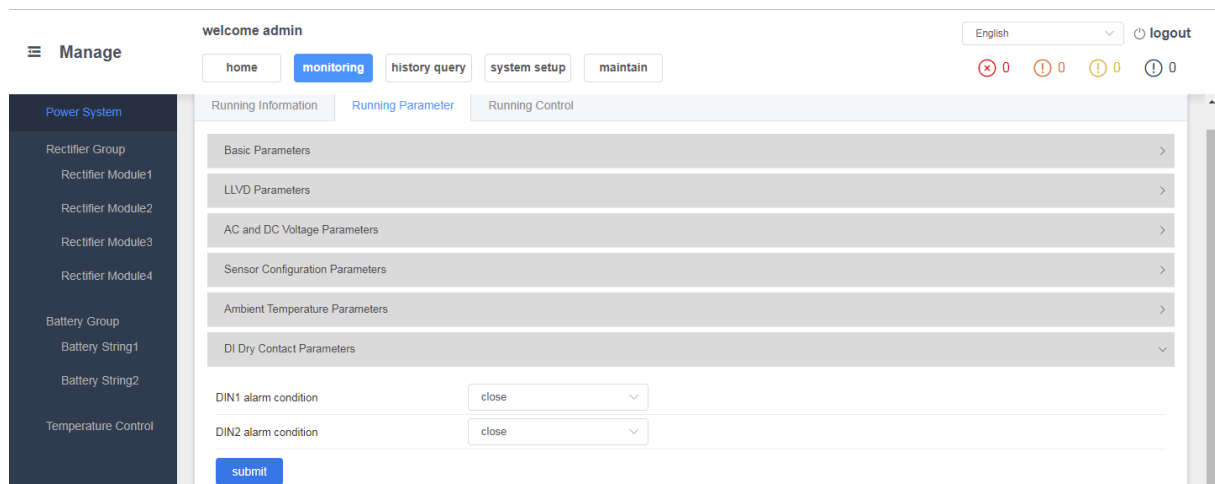 welcome admin
English
logout
Manage
home monitoring history query system setup maintain
0 0 0 0
Power System
Running Information Running Parameter Running Control
Rectifier Group
Rectifier Module1
Rectifier Module2
Rectifier Module3
Rectifier Module4
Battery Group
Battery String1
Battery String2
Temperature Control
Basic Parameters
LLVD Parameters
AC and DC Voltage Parameters
Sensor Configuration Parameters
Ambient Temperature Parameters
DI Dry Contact Parameters
DIN1 alarm condition close
DIN2 alarm condition close
submit